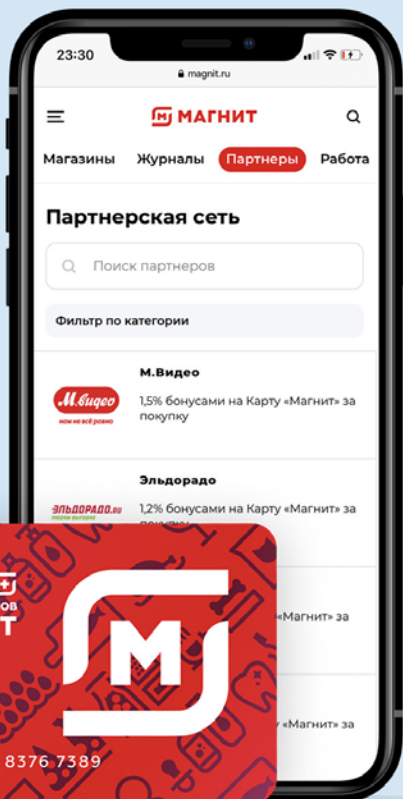 23:30
magnit.ru
МАГНИТ
Магазины Журналы Партнеры Работа
Партнерская сеть
Поиск партнеров
Фильтр по категории
М.Видео
М.Видео
нам не всё равно
1,5% бонусами на Карту «Магнит» за
покупку
Эльдорадо
ЭЛЬДОРАДО.ru
1,2% бонусами на Карту «Магнит» за
«Магнит» за
«Магнит» за
М
8376 7389